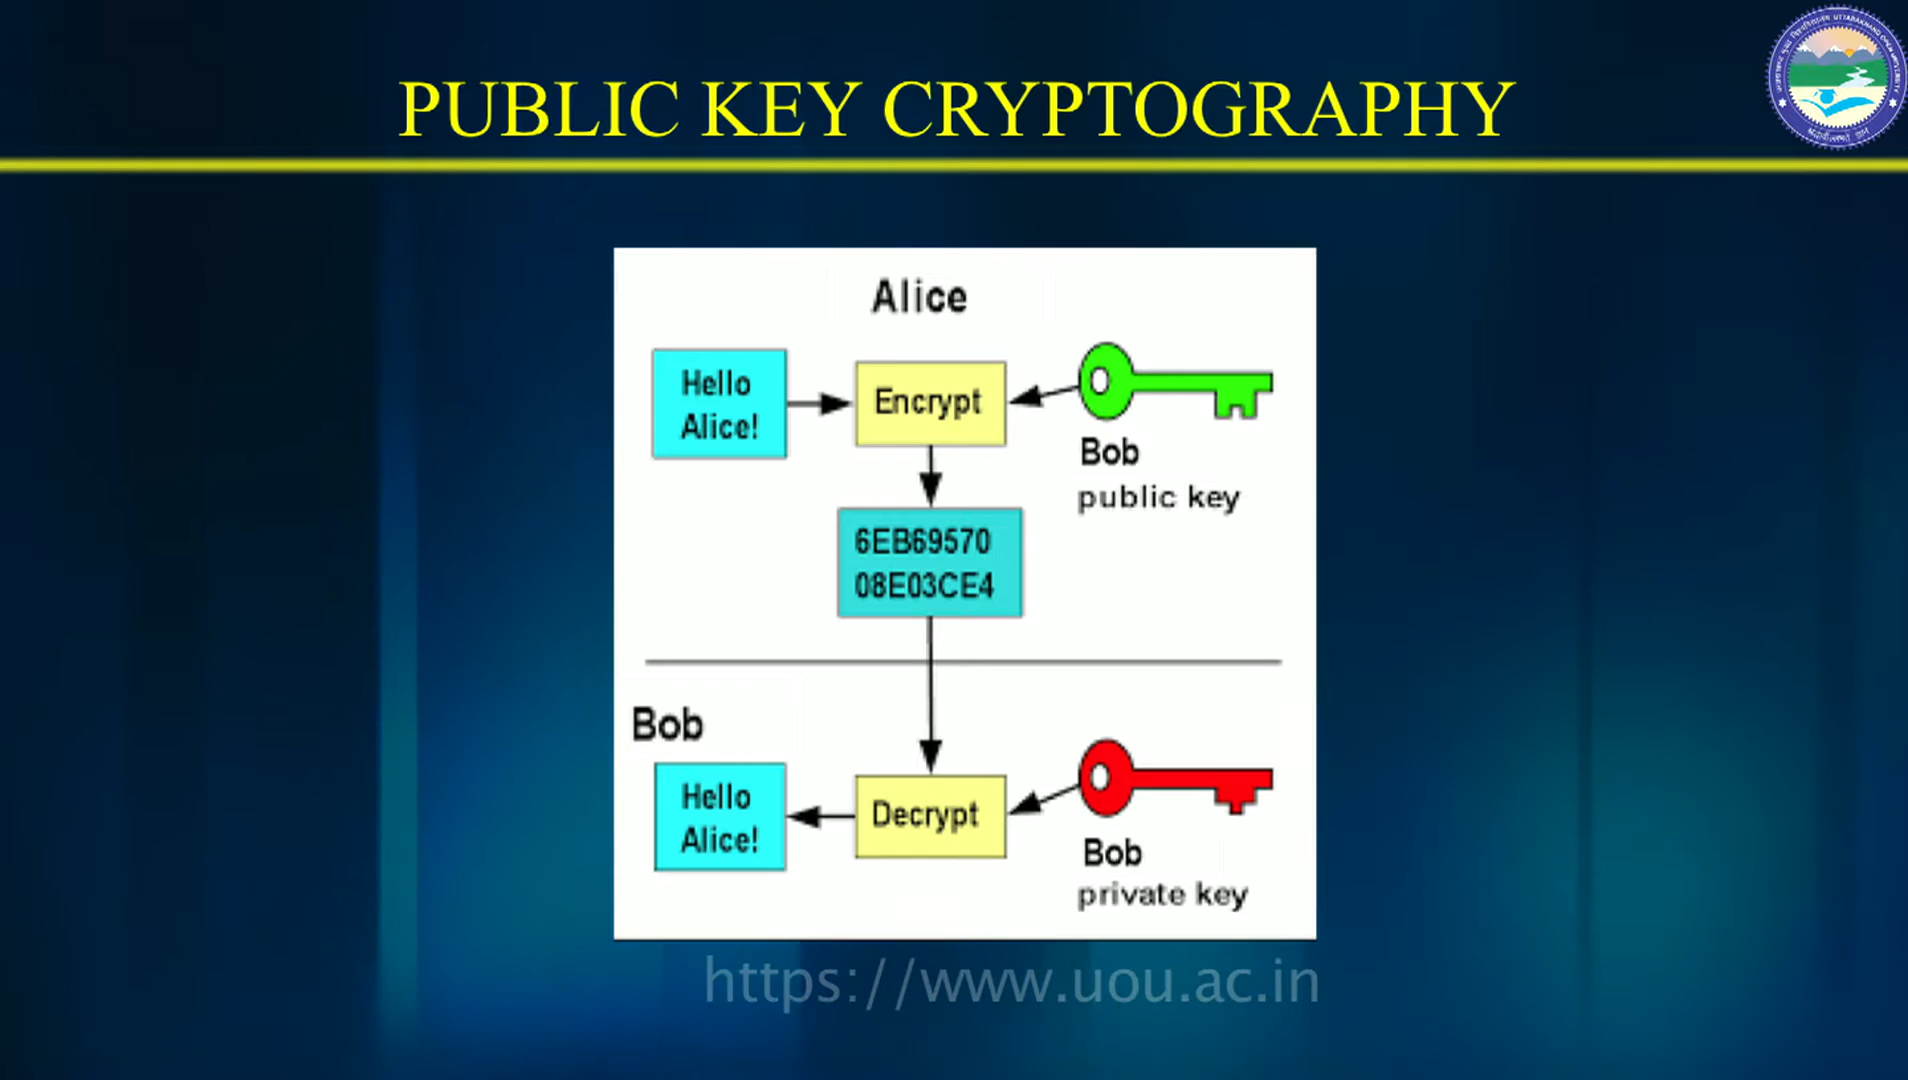 PUBLIC KEY CRYPTOGRAPHY
Alice
Hello
Alice!
Encrypt
Bob
public key
6EB69570
08E03CE4
Bob
Hello
Alice!
Decrypt
Bob
private key
https://www.uou.ac.in